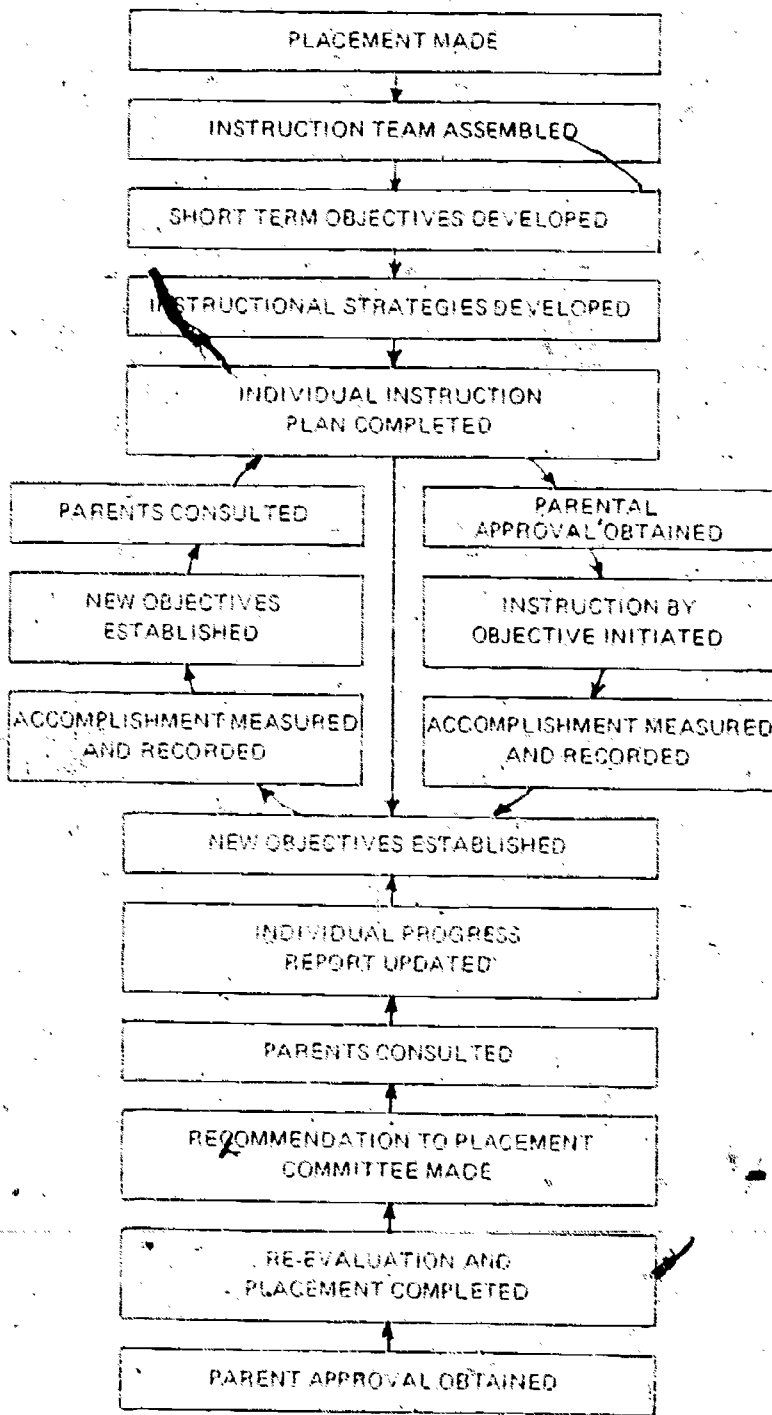 PLACEMENT MADE
INSTRUCTION TEAM ASSEMBLED
SHORT TERM OBJECTIVES DEVELOPED
INSTRUCTIONAL STRATEGIES DEVELOPED
INDIVIDUAL INSTRUCTION
PLAN COMPLETED
PARENTS CONSULTED
NEW OBJECTIVES
ESTABLISHED
ACCOMPLISHMENT MEASURED
AND RECORDED
PARENTAL
APPROVAL OBTAINED
INSTRUCTION BY
OBJECTIVE INITIATED
ACCOMPLISHMENT MEASURED
AND RECORDED
NEW OBJECTIVES ESTABLISHED
INDIVIDUAL PROGRESS
REPORT UPDATED
PARENTS CONSULTED
RECOMMENDATION TO PLACEMENT
COMMITTEE MADE
RE-EVALUATION AND
PLACEMENT COMPLETED
PARENT APPROVAL OBTAINED